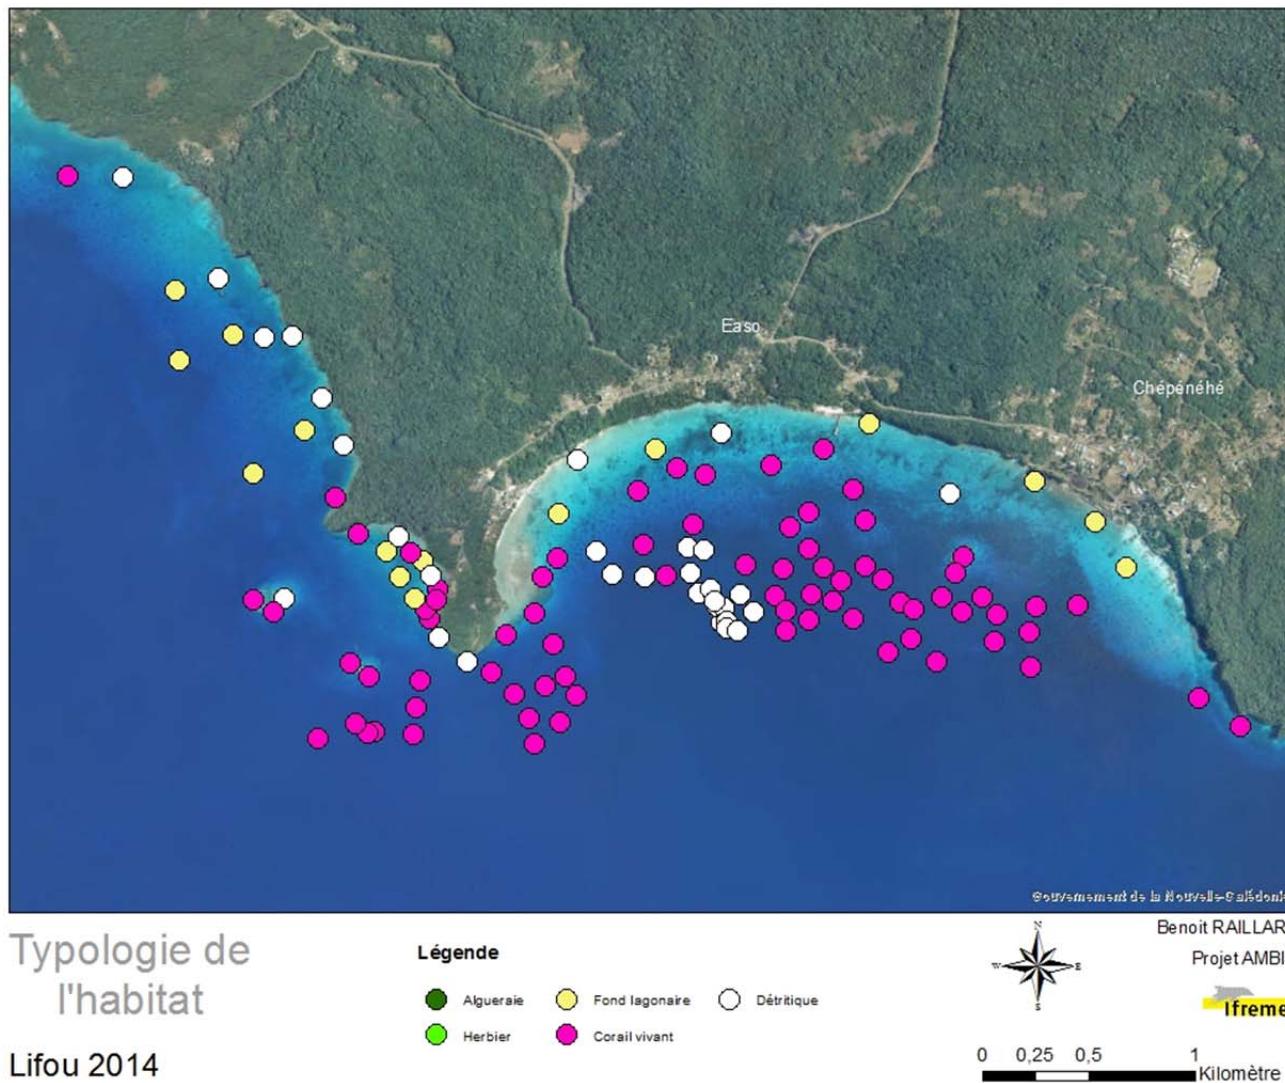 Easo
Chépénéhé
Gouvernement de la Nouvelle-Calédonie
Typologie de
l'habitat
Lifou 2014
Légende
Algueraie
Fond lagonaire
Détritique
Herbier
Corail vivant
N
W
E
S
Benoit RAILLAR
Projet AMBI
Ifreme
0 0,25 0,5 1
Kilomètre